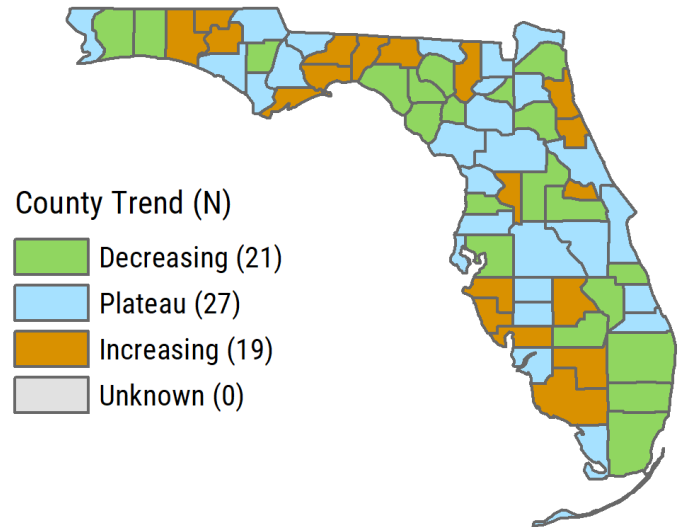 County Trend (N)
Decreasing (21)
Plateau (27)
Increasing (19)
Unknown (0)